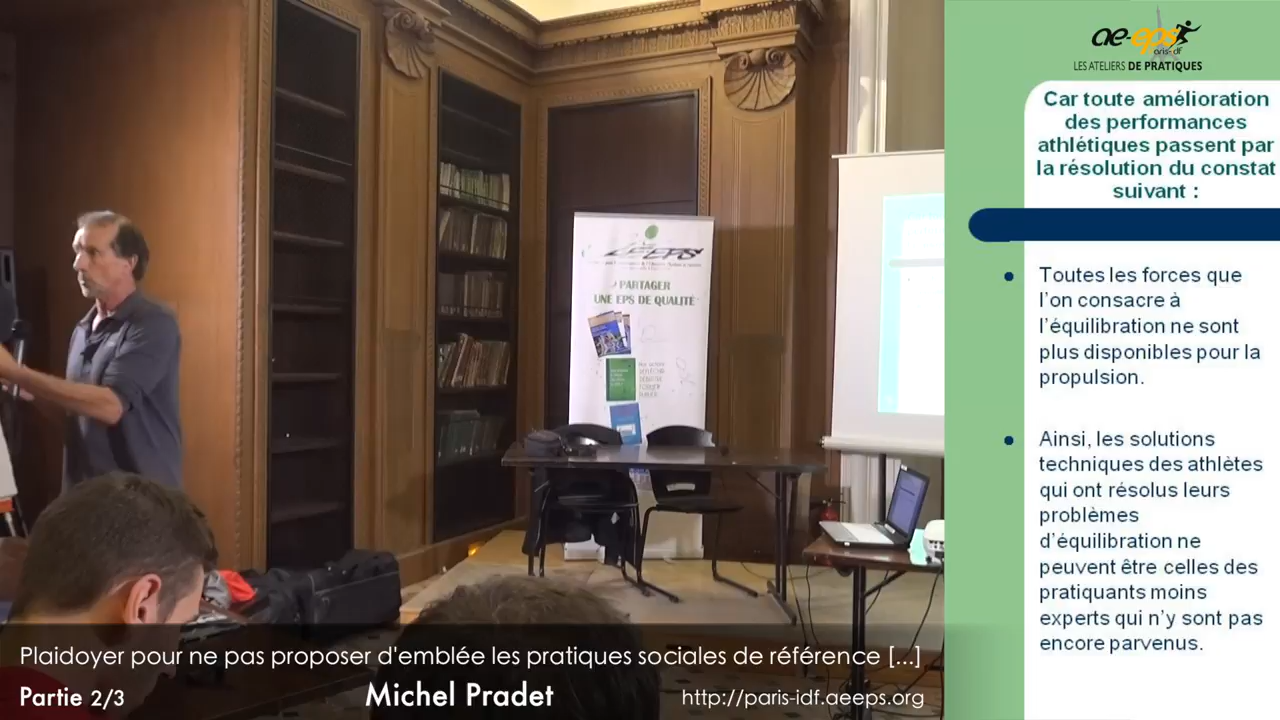 ae-eps
Paris-idf
LES ATELIERS DE PRATIQUES
Car toute amélioration
des performances
athlétiques passent par
la résolution du constat
suivant :
Toutes les forces que
l'on consacre à
l'équilibration ne sont
plus disponibles pour la
propulsion.
Ainsi, les solutions
techniques des athlètes
qui ont résolus leurs
problèmes
d'équilibration ne
peuvent être celles des
pratiquants moins
experts qui n'y sont pas
encore parvenus.
PARTAGER
UNE EPS DE QUALITÉ
Plaidoyer pour ne pas proposer d'emblée les pratiques sociales de référence [...]
Partie 2/3
Michel Pradet
http://paris-idf.aeeps.org